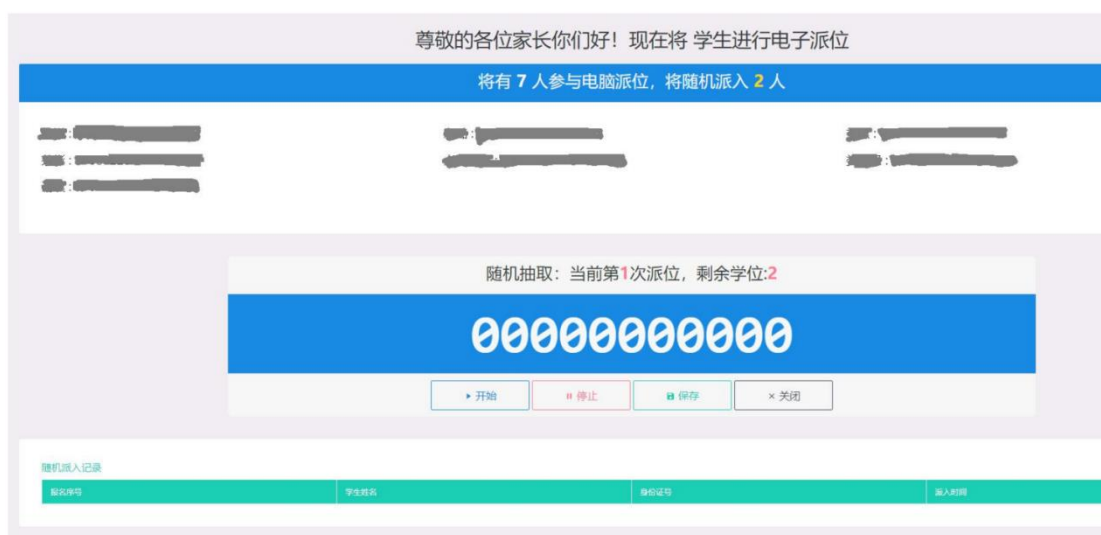 尊敬的各位家长你们好！现在将 学生进行电子派位
将有 7 人参与电脑派位，将随机派入 2 人
随机抽取：当前第1次派位，剩余学位:2
00000000000
开始 停止 保存 × 关闭
随机派入记录
报名序号 学生姓名 身份证号 派入时间